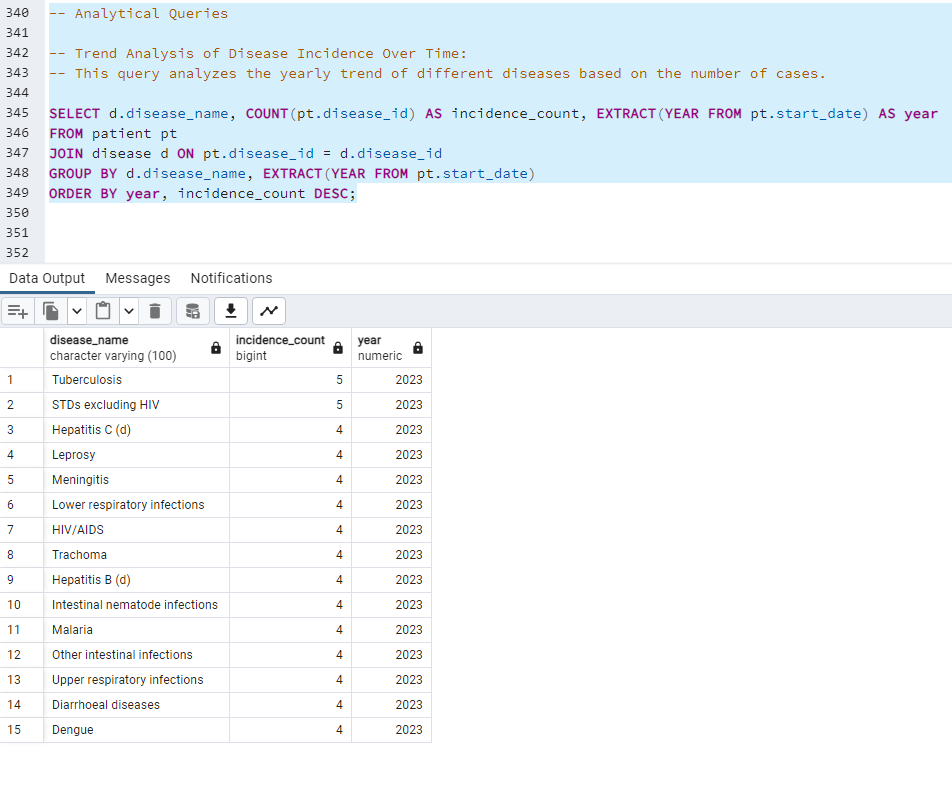 340 -- Analytical Queries
341
342 -- Trend Analysis of Disease Incidence Over Time:
343 -- This query analyzes the yearly trend of different diseases based on the number of cases.
344
345 SELECT d.disease_name, COUNT(pt.disease_id) AS incidence_count, EXTRACT(YEAR FROM pt.start_date) AS year
346 FROM patient pt
347 JOIN disease d ON pt.disease_id = d.disease_id
348 GROUP BY d.disease_name, EXTRACT(YEAR FROM pt.start_date)
349 ORDER BY year, incidence_count DESC;
350
351
352
Data Output Messages Notifications
disease_name incidence_count year
character varying (100) bigint numeric
1 Tuberculosis 5 2023
2 STDs excluding HIV 5 2023
3 Hepatitis C (d) 4 2023
4 Leprosy 4 2023
5 Meningitis 4 2023
6 Lower respiratory infections 4 2023
7 HIV/AIDS 4 2023
8 Trachoma 4 2023
9 Hepatitis B (d) 4 2023
10 Intestinal nematode infections 4 2023
11 Malaria 4 2023
12 Other intestinal infections 4 2023
13 Upper respiratory infections 4 2023
14 Diarrhoeal diseases 4 2023
15 Dengue 4 2023